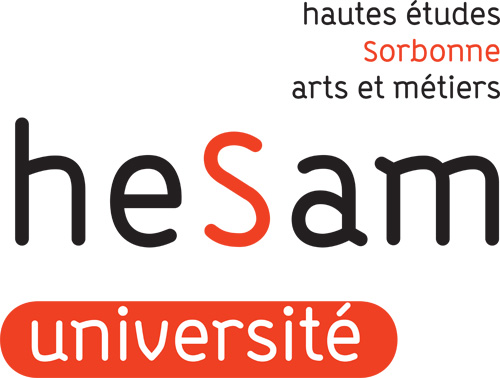 hautes études
Sorbonne
arts et métiers
heSam
université